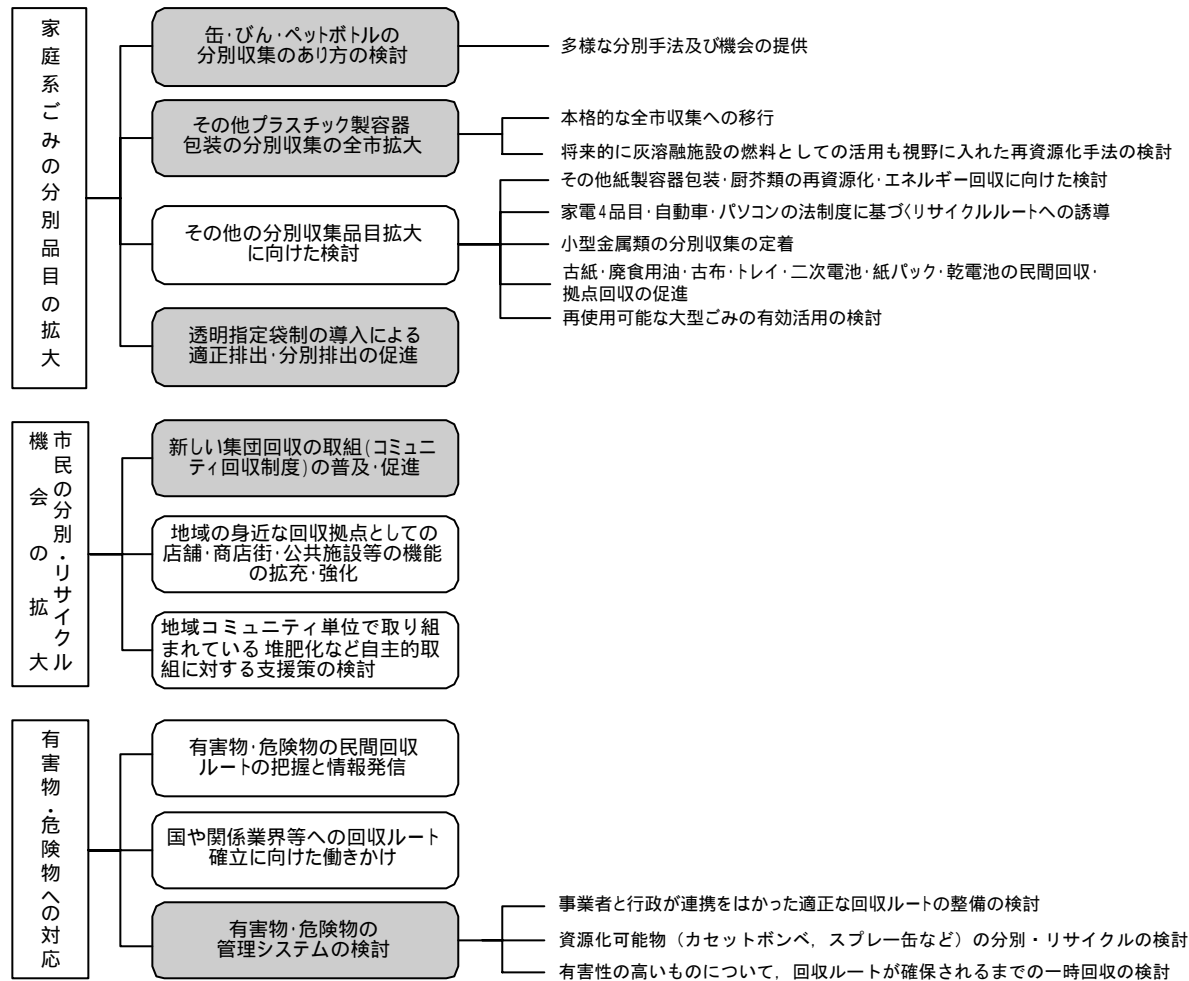 家庭系ごみの分別品目の拡大
缶・びん・ペットボトルの
分別収集のあり方の検討
多様な分別手法及び機会の提供
その他プラスチック製容器
包装の分別収集の全市拡大
本格的な全市収集への移行
将来的に灰溶融施設の燃料としての活用も視野に入れた再資源化手法の検討
その他の分別収集品目拡大
に向けた検討
その他紙製容器包装・厨芥類の再資源化・エネルギー回収に向けた検討
家電4品目・自動車・パソコンの法制度に基づくリサイクルルートへの誘導
小型金属類の分別収集の定着
古紙・廃食用油・古布・トレイ・二次電池・紙パック・乾電池の民間回収・
拠点回収の促進
再使用可能な大型ごみの有効活用の検討
透明指定袋制の導入による
適正排出・分別排出の促進
市民の分別・リサイクル
機会の拡大
新しい集団回収の取組(コミュニ
ティ回収制度)の普及・促進
地域の身近な回収拠点としての
店舗・商店街・公共施設等の機能
の拡充・強化
地域コミュニティ単位で取り組
まれている堆肥化など自主的取
組に対する支援策の検討
有害物・危険物への対応
有害物・危険物の民間回収
ルートの把握と情報発信
国や関係業界等への回収ルート
確立に向けた働きかけ
有害物・危険物の
管理システムの検討
事業者と行政が連携をはかった適正な回収ルートの整備の検討
資源化可能物（カセットボンベ，スプレー缶など）の分別・リサイクルの検討
有害性の高いものについて，回収ルートが確保されるまでの一時回収の検討